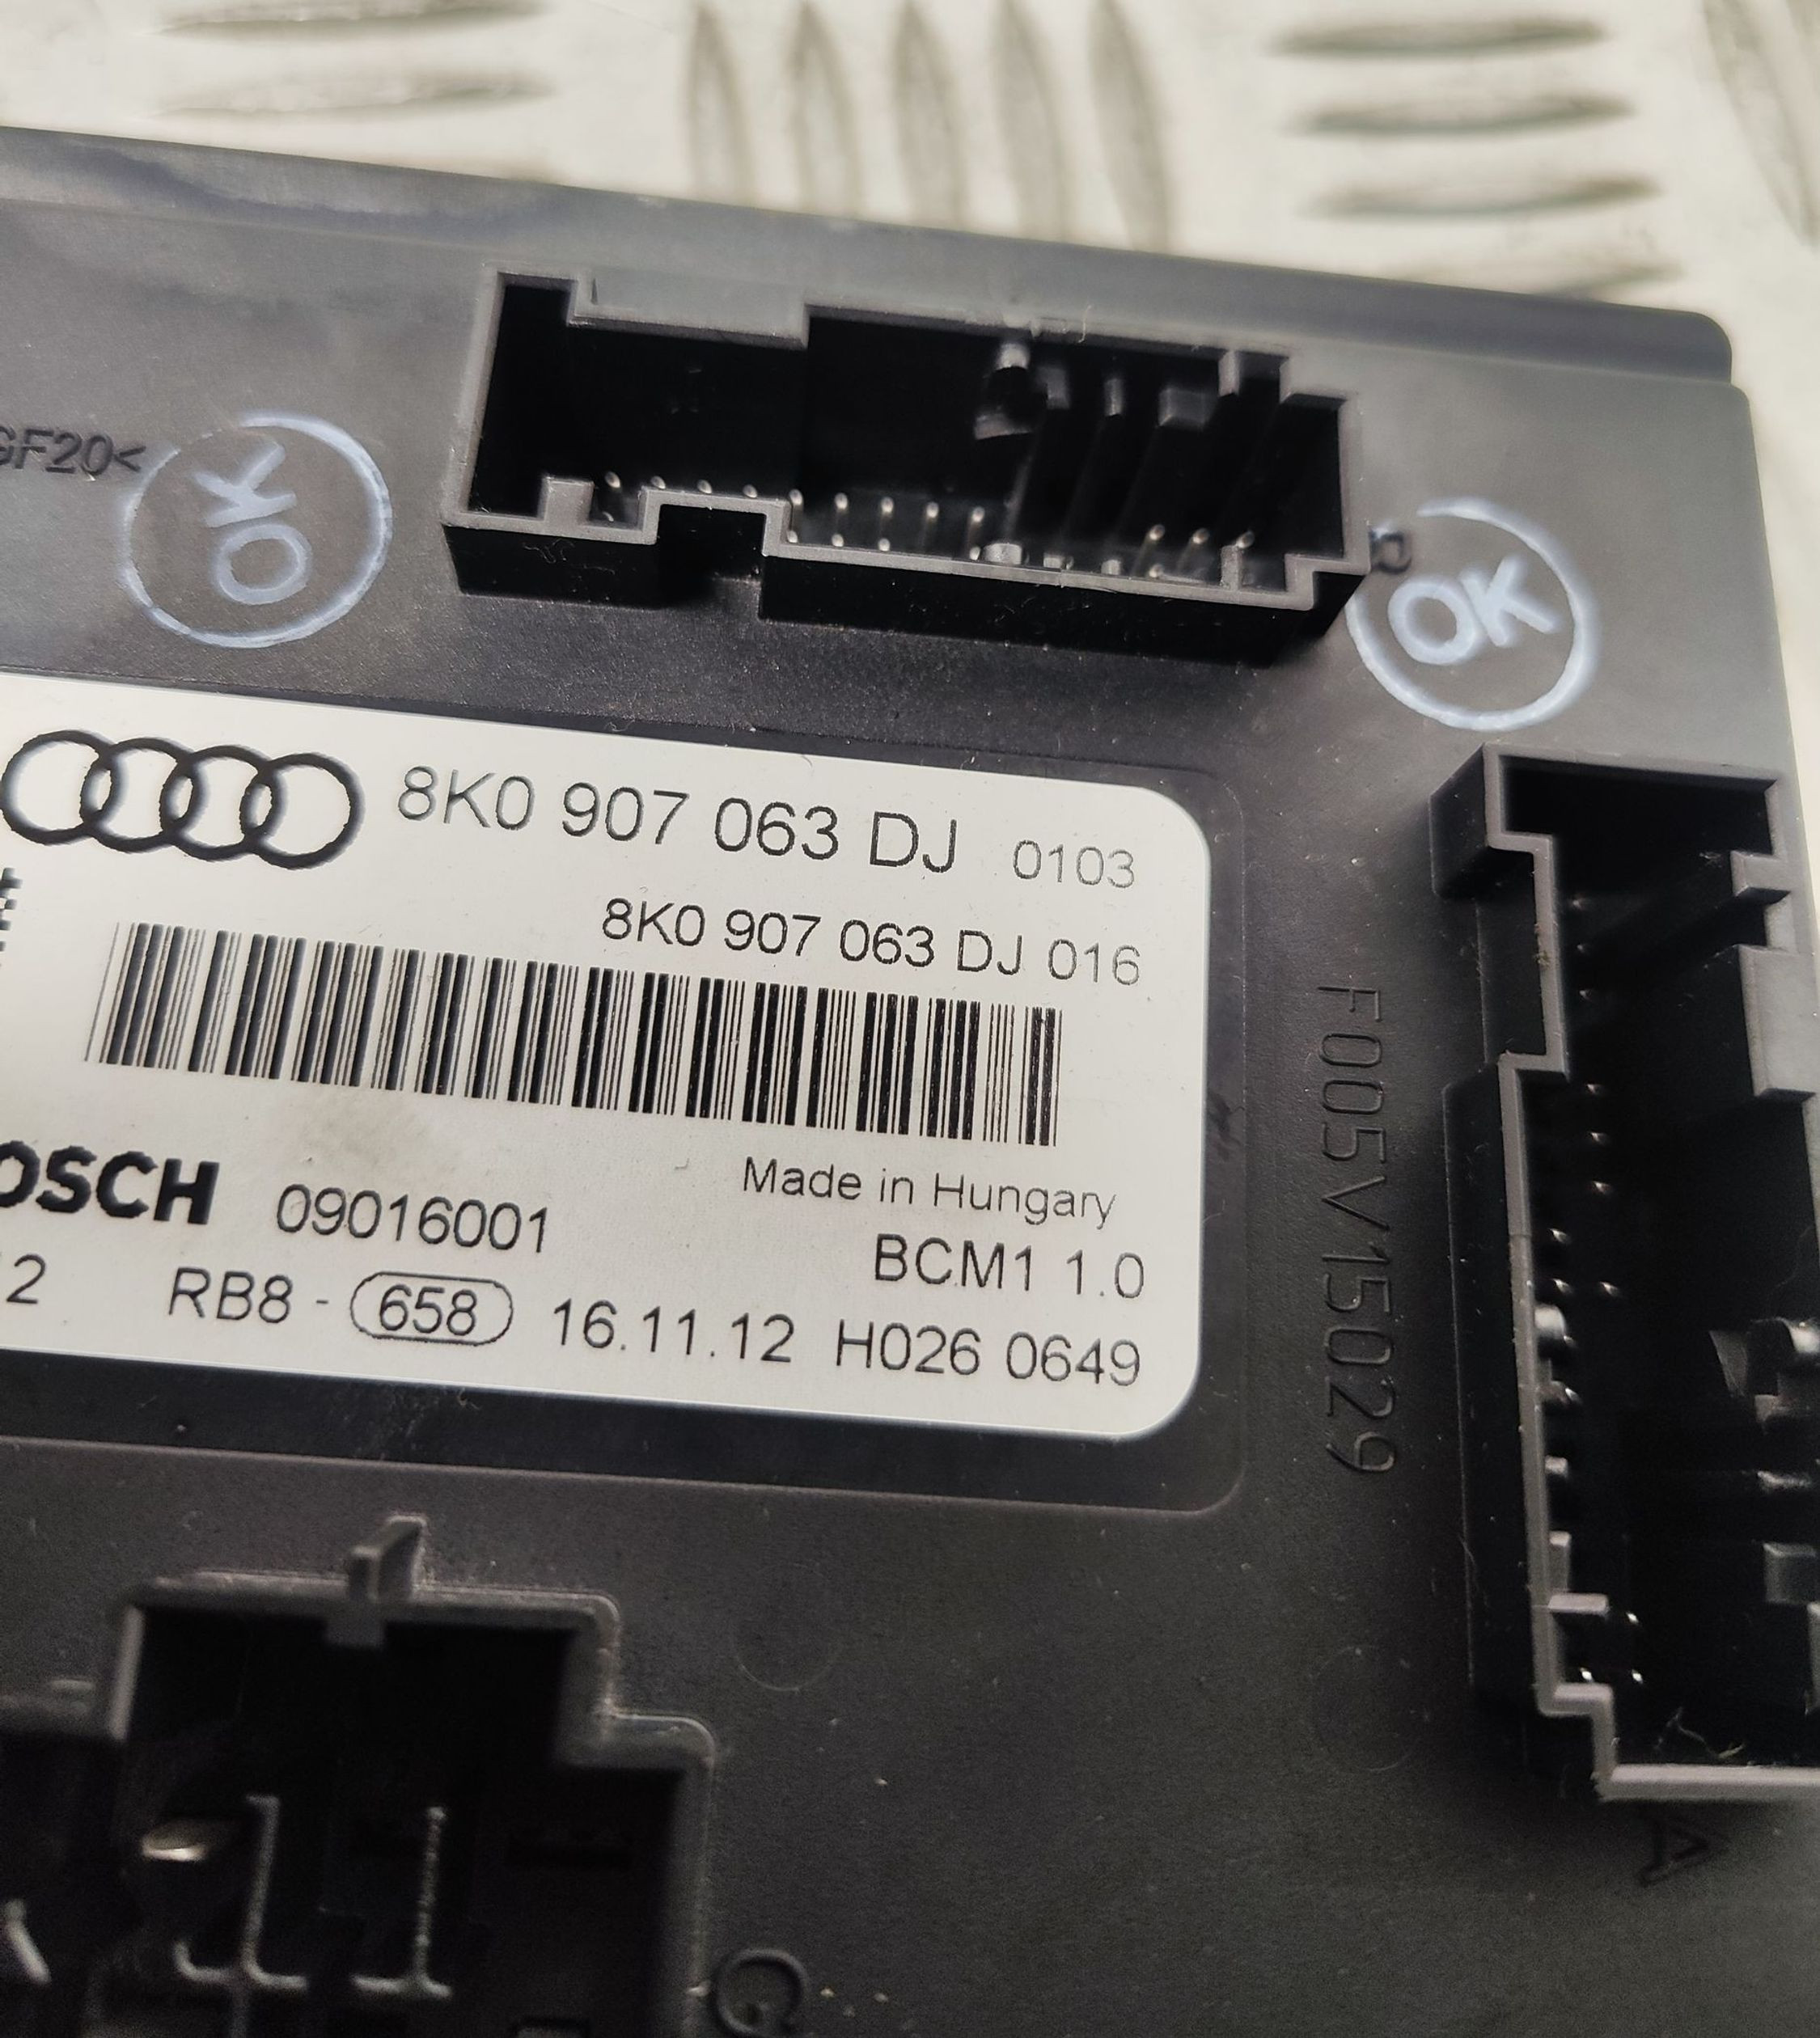 GF20<
OK
OK
8K0 907 063 DJ 0103
8K0 907 063 DJ 016
F005V15029
Made in Hungary
OSCH 09016001
BCM1 1.0
2 RB8 - 658 16.11.12 H026 0649
A
C